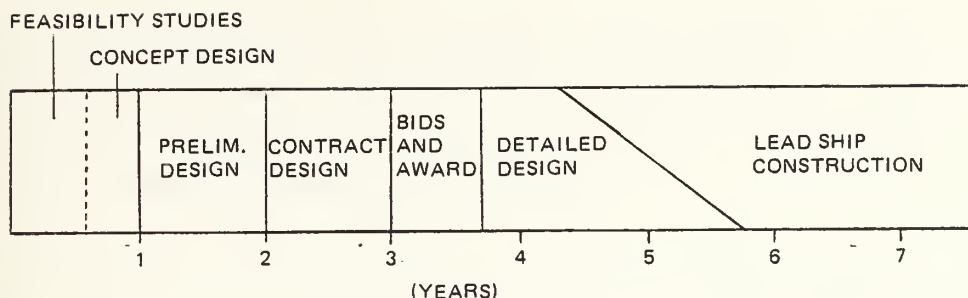 FEASIBILITY STUDIES
CONCEPT DESIGN
PRELIM.
DESIGN
CONTRACT
DESIGN
BIDS
AND
AWARD
DETAILED
DESIGN
LEAD SHIP
CONSTRUCTION
1 2 3 4 5 6 7
(YEARS)